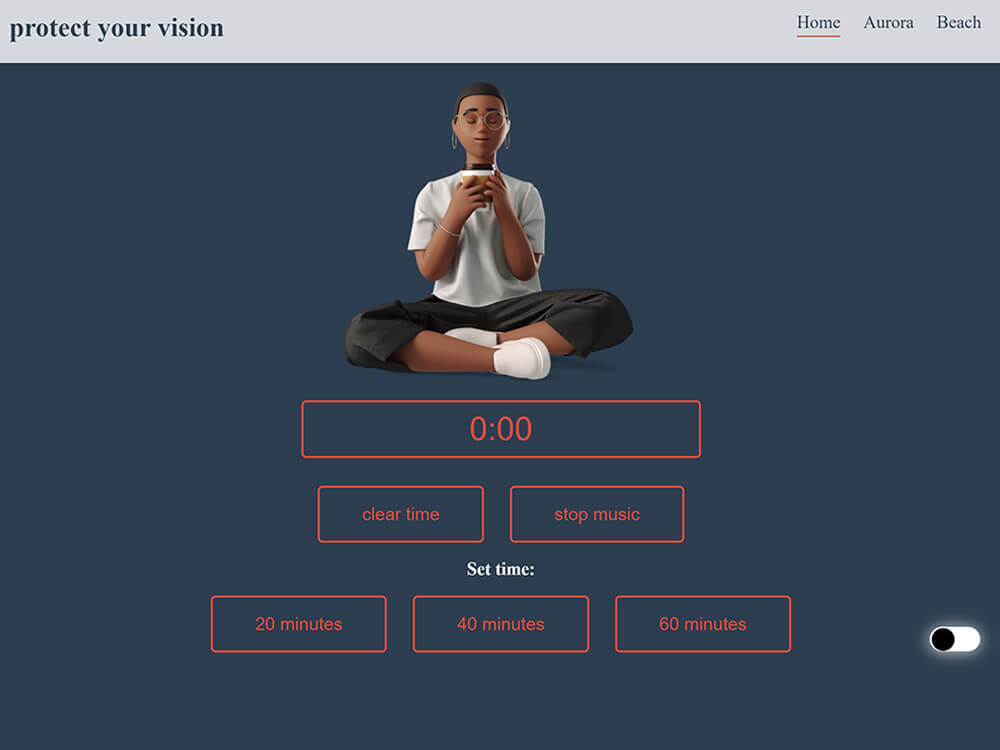 protect your vision
Home Aurora Beach
0:00
clear time stop music
Set time:
20 minutes 40 minutes 60 minutes